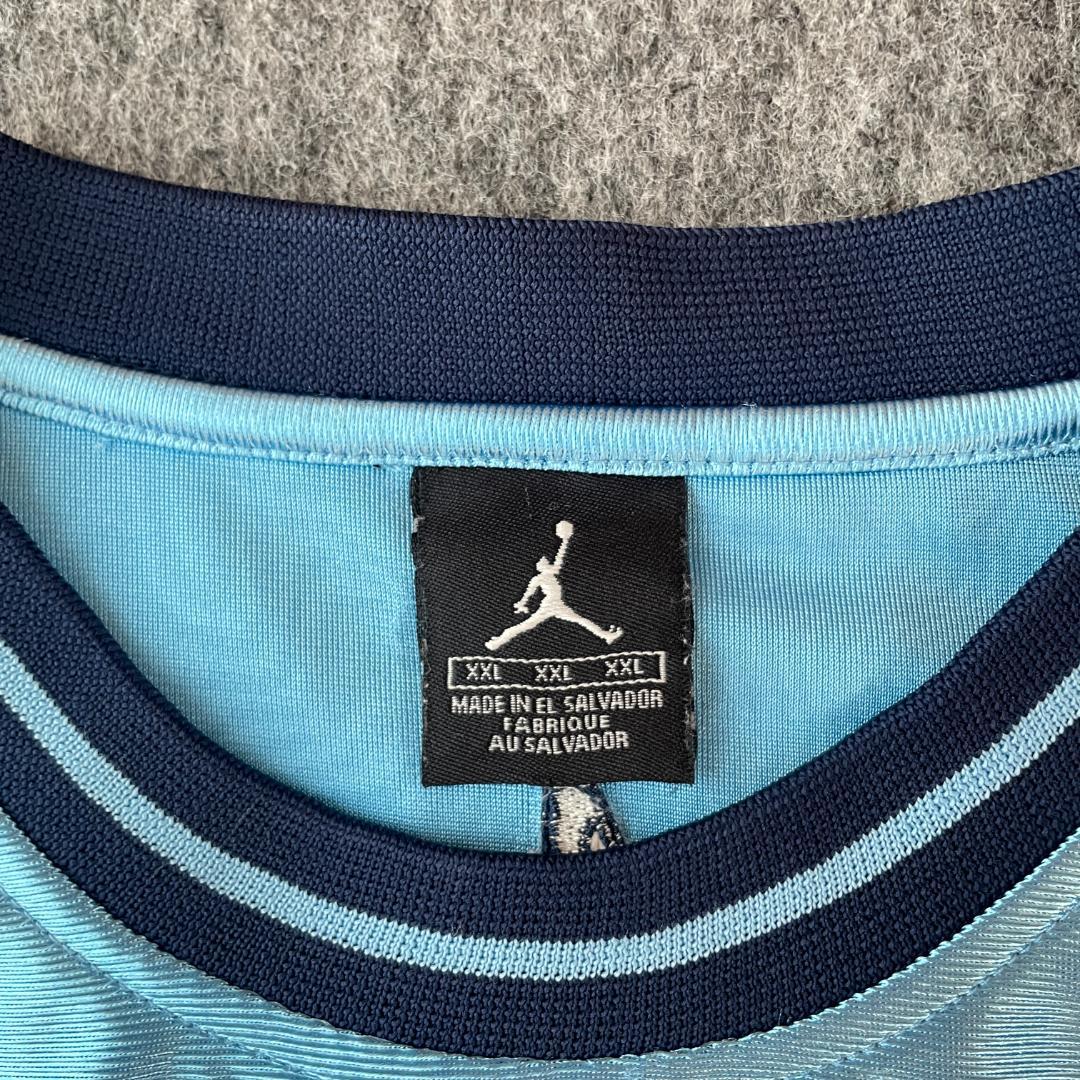 XXL XXL XXL
MADE IN EL SALVADOR
FABRIQUE
AU SALVADOR